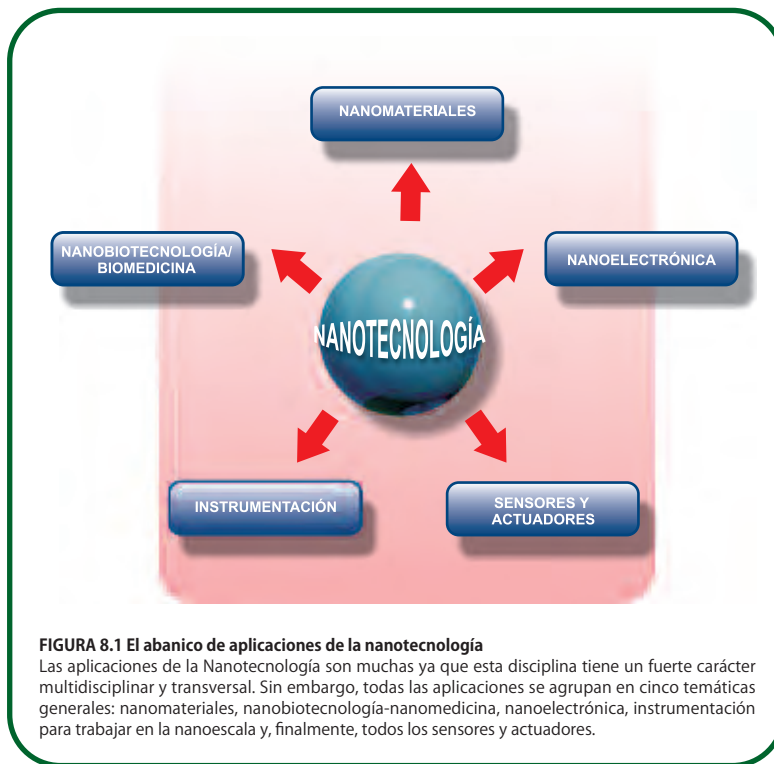 NANOMATERIALES
NANOBIOTECNOLOGÍA/
BIOMEDICINA
NANOELECTRÓNICA
NANOTECNOLOGÍA
INSTRUMENTACIÓN
SENSORES Y
ACTUADORES
FIGURA 8.1 El abanico de aplicaciones de la nanotecnología
Las aplicaciones de la Nanotecnología son muchas ya que esta disciplina tiene un fuerte carácter
multidisciplinar y transversal. Sin embargo, todas las aplicaciones se agrupan en cinco temáticas
generales: nanomateriales, nanobiotecnología-nanomedicina, nanoelectrónica, instrumentación
para trabajar en la nanoescala y, finalmente, todos los sensores y actuadores.